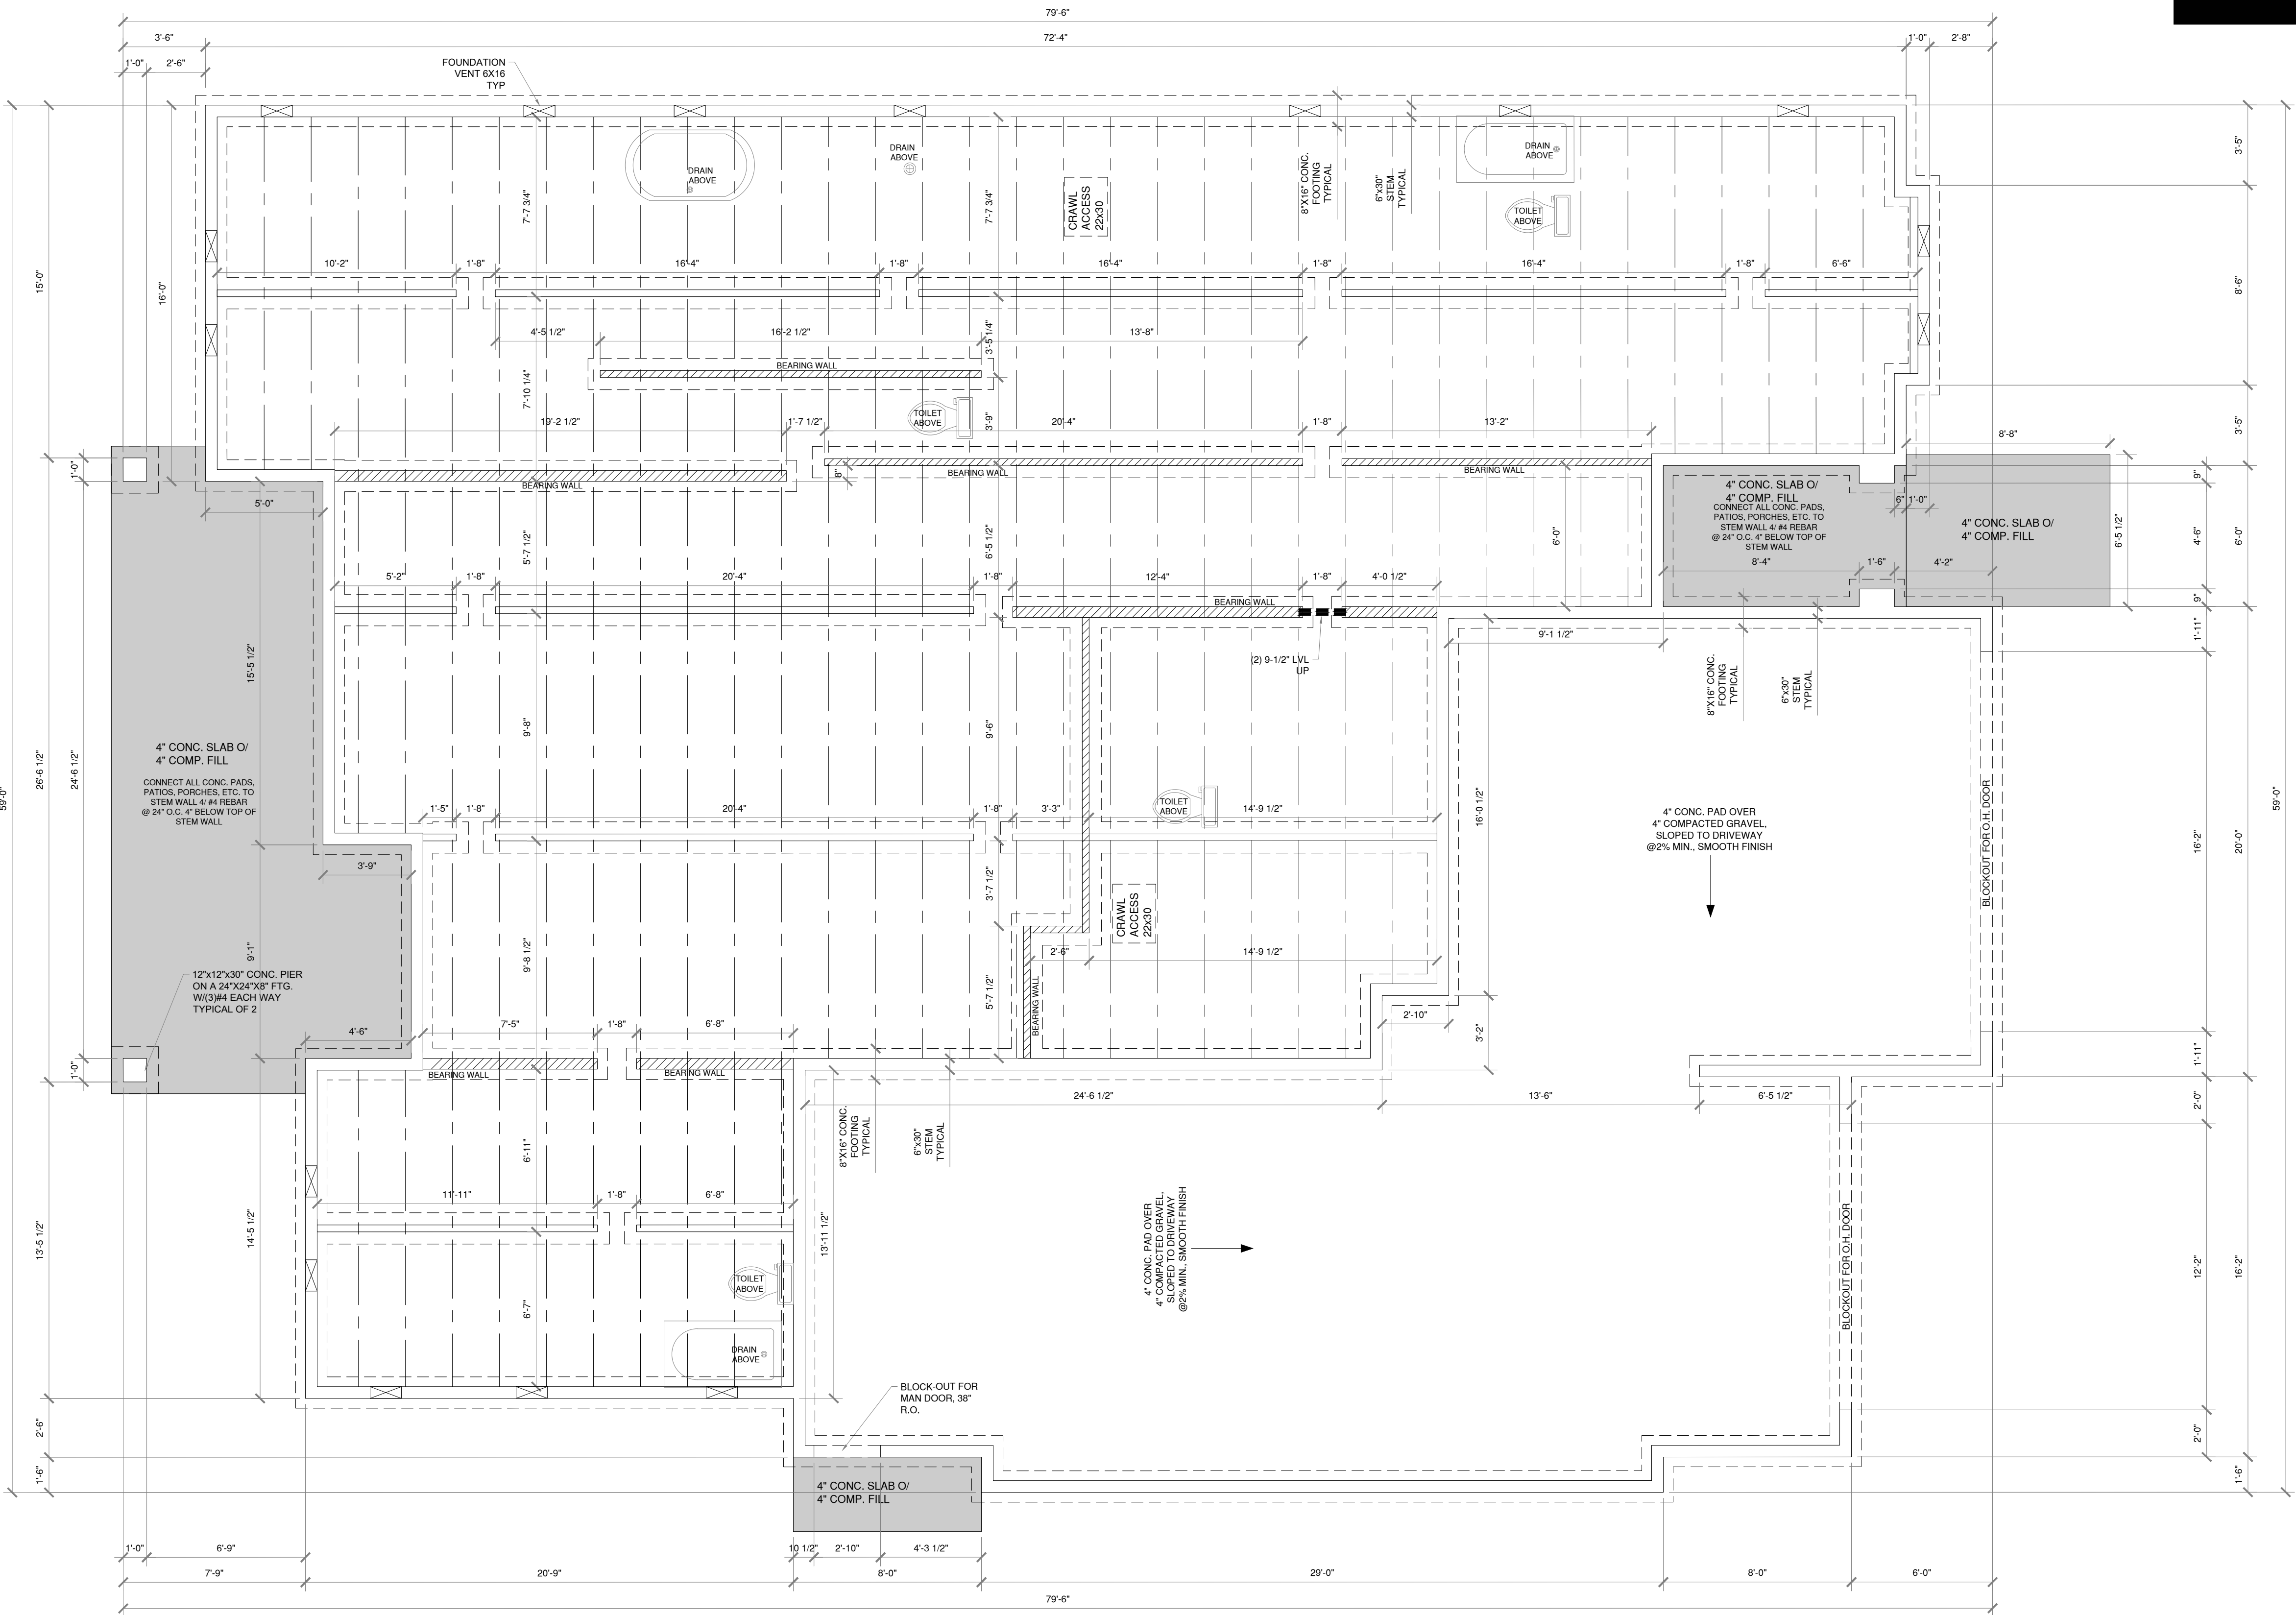 79'-6"
3'-6"
72'-4"
1'-0"
2'-8"
1'-0"
2'-6"
FOUNDATION
VENT 6X16
TYP
DRAIN
ABOVE
DRAIN
ABOVE
DRAIN
ABOVE
3'-5"
7'-7 3/4"
7'-7 3/4"
CRAWL
ACCESS
22x30
8"X16" CONC.
FOOTING
TYPICAL
6"x30"
STEM
TYPICAL
TOILET
ABOVE
15'-0"
16'-0"
10'-2"
1'-8"
16'-4"
1'-8"
16'-4"
1'-8"
16'-4"
1'-8"
6'-6"
8'-6"
4'-5 1/2"
16'-2 1/2"
3'-5 1/4"
13'-8"
BEARING WALL
7'-10 1/4"
TOILET
ABOVE
3'-9"
19'-2 1/2"
1'-7 1/2"
20'-4"
1'-8"
13'-2"
3'-5"
8'-8"
1'-0"
BEARING WALL
8"
BEARING WALL
BEARING WALL
9"
4" CONC. SLAB O/
4" COMP. FILL
CONNECT ALL CONC. PADS,
PATIOS, PORCHES, ETC. TO
STEM WALL 4/ #4 REBAR
@ 24" O.C. 4" BELOW TOP OF
STEM WALL
6"
1'-0"
4" CONC. SLAB O/
4" COMP. FILL
5'-0"
5'-7 1/2"
6'-5 1/2"
6'-0"
6'-5 1/2"
4'-6"
6'-0"
8'-4"
1'-6"
4'-2"
5'-2"
1'-8"
20'-4"
1'-8"
12'-4"
1'-8"
4'-0 1/2"
BEARING WALL
9"
9'-1 1/2"
1'-11"
(2) 9-1/2" LVL
UP
8"X16" CONC.
FOOTING
TYPICAL
6"x30"
STEM
TYPICAL
15'-5 1/2"
9'-8"
9'-6"
59'-0"
26'-6 1/2"
24'-6 1/2"
4" CONC. SLAB O/
4" COMP. FILL
CONNECT ALL CONC. PADS,
PATIOS, PORCHES, ETC. TO
STEM WALL 4/ #4 REBAR
@ 24" O.C. 4" BELOW TOP OF
STEM WALL
1'-5"
1'-8"
20'-4"
1'-8"
3'-3"
TOILET
ABOVE
14'-9 1/2"
16'-0 1/2"
4" CONC. PAD OVER
4" COMPACTED GRAVEL,
SLOPED TO DRIVEWAY
@2% MIN., SMOOTH FINISH
BLOCKOUT FOR O.H. DOOR
16'-2"
20'-0"
59'-0"
3'-9"
3'-7 1/2"
CRAWL
ACCESS
22x30
9'-1"
9'-8 1/2"
2'-6"
14'-9 1/2"
5'-7 1/2"
BEARING WALL
12"x12"x30" CONC. PIER
ON A 24"X24"X8" FTG.
W/(3)#4 EACH WAY
TYPICAL OF 2
2'-10"
3'-2"
4'-6"
7'-5"
1'-8"
6'-8"
1'-0"
1'-11"
BEARING WALL
BEARING WALL
24'-6 1/2"
13'-6"
6'-5 1/2"
2'-0"
8"X16" CONC.
FOOTING
TYPICAL
6"x30"
STEM
TYPICAL
6'-11"
11'-11"
1'-8"
6'-8"
14'-5 1/2"
13'-5 1/2"
13'-11 1/2"
4" CONC. PAD OVER
4" COMPACTED GRAVEL,
SLOPED TO DRIVEWAY
@2% MIN., SMOOTH FINISH
BLOCKOUT FOR O.H. DOOR
12'-2"
16'-2"
TOILET
ABOVE
6'-7"
DRAIN
ABOVE
BLOCK-OUT FOR
MAN DOOR, 38"
R.O.
2'-6"
2'-0"
1'-6"
1'-6"
4" CONC. SLAB O/
4" COMP. FILL
1'-0"
6'-9"
10 1/2"
2'-10"
4'-3 1/2"
7'-9"
20'-9"
8'-0"
29'-0"
8'-0"
6'-0"
79'-6"